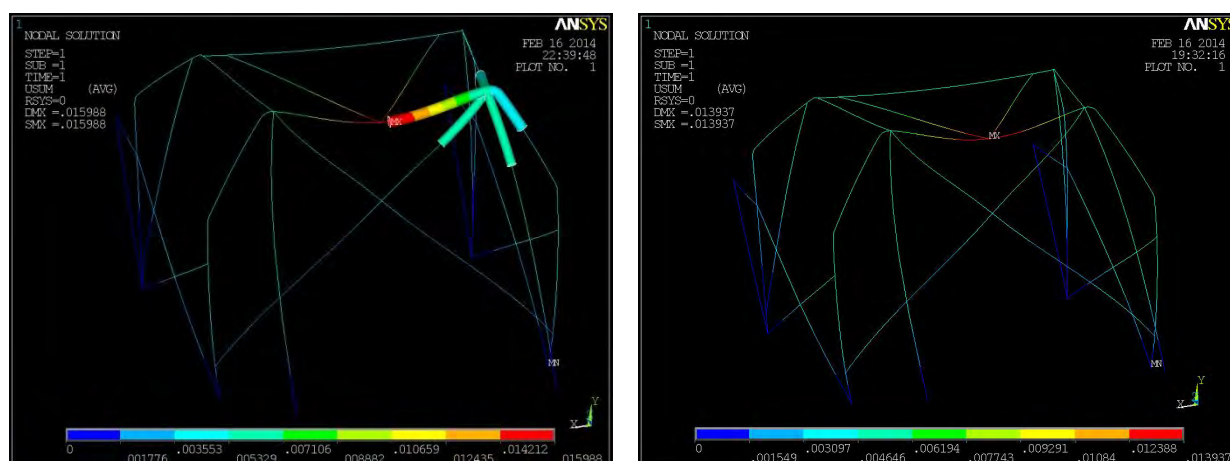 1
ANSYS
NODAL SOLUTION
FEB 16 2014
22:39:48
PLOT NO. 1
STEP=1
SUB =1
TIME=1
USUM (AVG)
RSYS=0
DMX =.015988
SMX =.015988
MX
MN
Y
X
0 .003553 .007106 .010659 .014212
.001776 .005329 .008882 .012435 .015988
1
ANSYS
NODAL SOLUTION
FEB 16 2014
19:32:16
PLOT NO. 1
STEP=1
SUB =1
TIME=1
USUM (AVG)
RSYS=0
DMX =.013937
SMX =.013937
MX
MN
Y
X
0 .003097 .006194 .009291 .012388
.001549 .004646 .007743 .01084 .013937